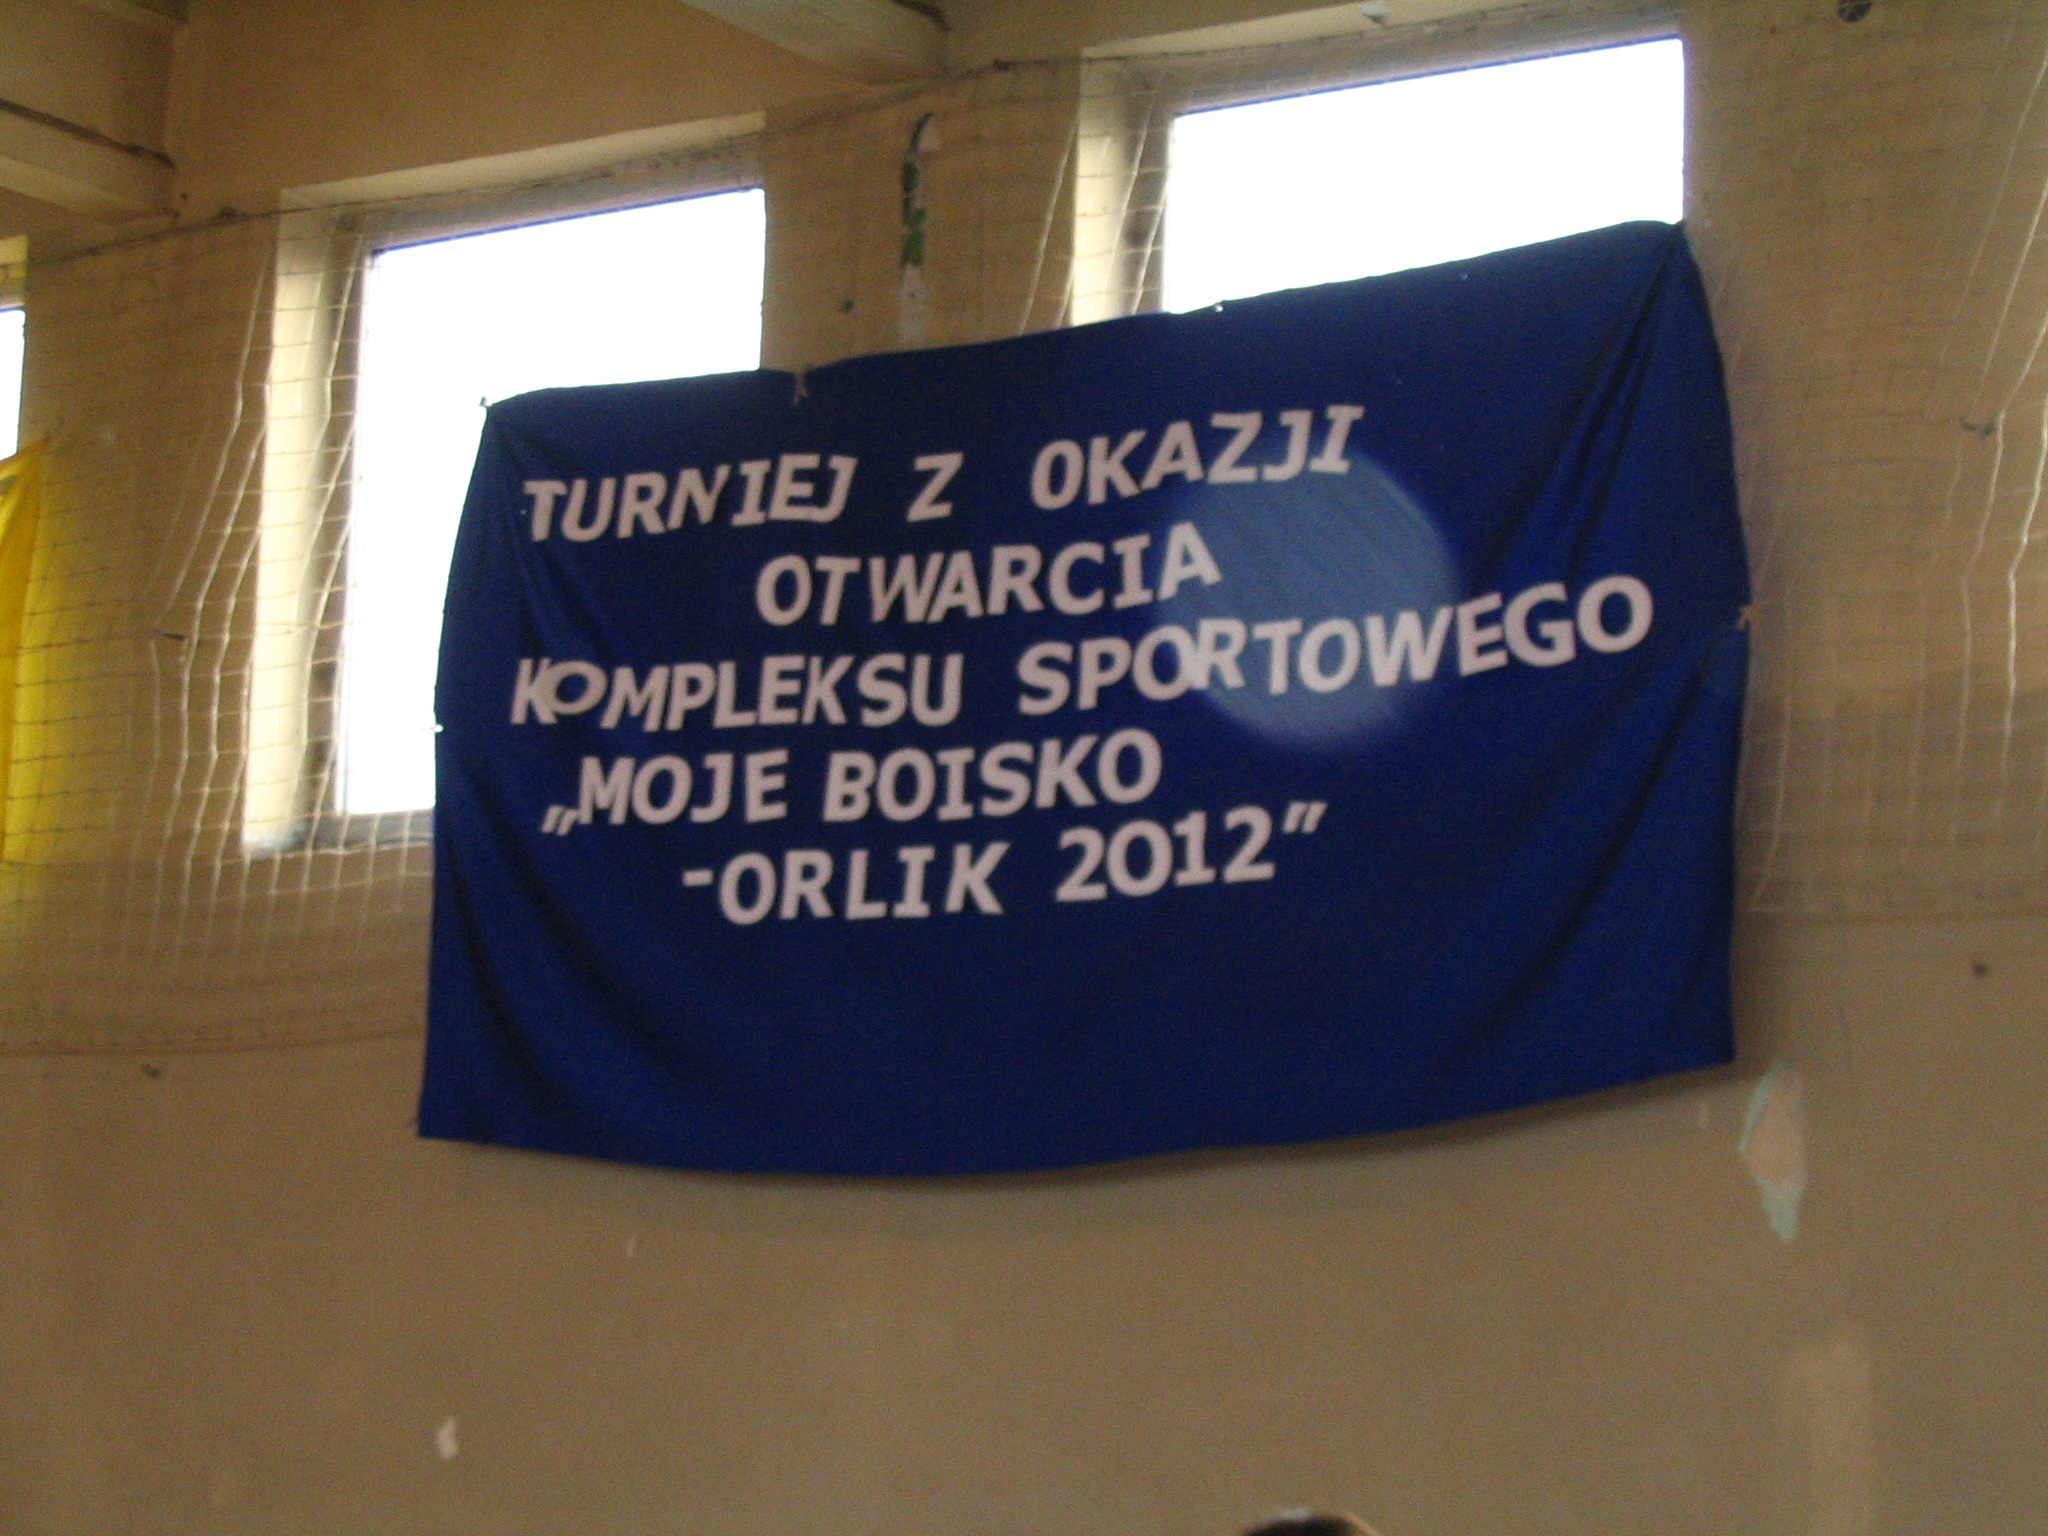 TURNIEJ Z OKAZJI
OTWARCIA
KOMPLEKSU SPORTOWEGO
„MOJE BOISKO
-ORLIK 2012”